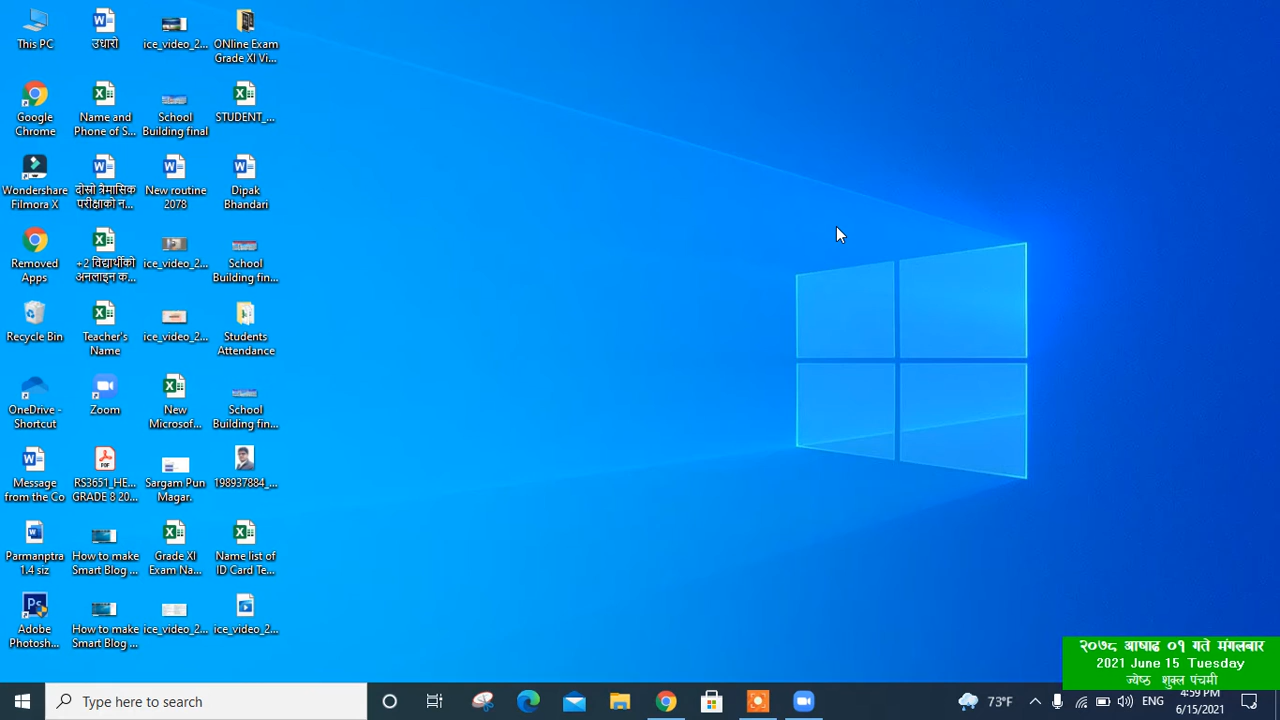 This PC
उधारो
ice_video_2...
ONline Exam
Grade XI Vi...
Google
Chrome
Name and
Phone of S...
School
Building final
STUDENT_...
Wondershare
Filmora X
दोस्रो त्रैमासिक
परीक्षाको न...
New routine
2078
Dipak
Bhandari
Removed
Apps
+2 विद्यार्थीको
अनलाइन क...
ice_video_2...
School
Building fin...
Recycle Bin
Teacher's
Name
ice_video_2...
Students
Attendance
OneDrive -
Shortcut
Zoom
New
Microsof...
School
Building fin...
Message
from the Co
PDF
RS3651_HE...
GRADE 8 20...
Sargam Pun
Magar.
198937884_...
Parmanptra
1.4 siz
How to make
Smart Blog ...
Grade XI
Exam Na...
Name list of
ID Card Te...
Ps
Adobe
Photosh...
How to make
Smart Blog ...
ice_video_2...
ice_video_2...
२०७८ आषाढ ०१ गते मंगलबार
2021 June 15 Tuesday
ज्येष्ठ शुक्ल पंचमी
Type here to search
73°F
ENG
4:59 PM
6/15/2021